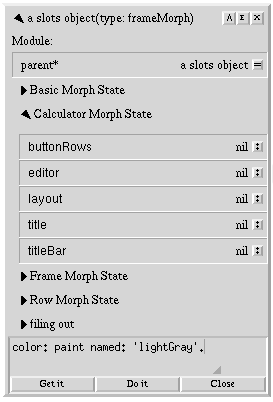 a slots object(type: frameMorph)
Module:
parent* a slots object
Basic Morph State
Calculator Morph State
buttonRows nil
editor nil
layout nil
title nil
titleBar nil
Frame Morph State
Row Morph State
filing out
color: paint named: 'lightGray'.
Get it Do it Close